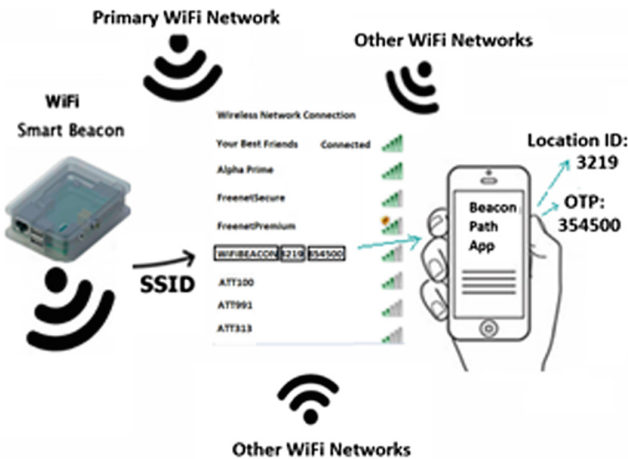 Primary WiFi Network
Other WiFi Networks
WiFi
Smart Beacon
Wireless Network Connection
Your Best Friends Connected
Alpha Prime
FreenetSecure
FreenetPremium
WIFIBEACON 3219 354500
ATT100
ATT991
ATT313
SSID
Beacon
Path
App
Location ID:
3219
OTP:
354500
Other WiFi Networks